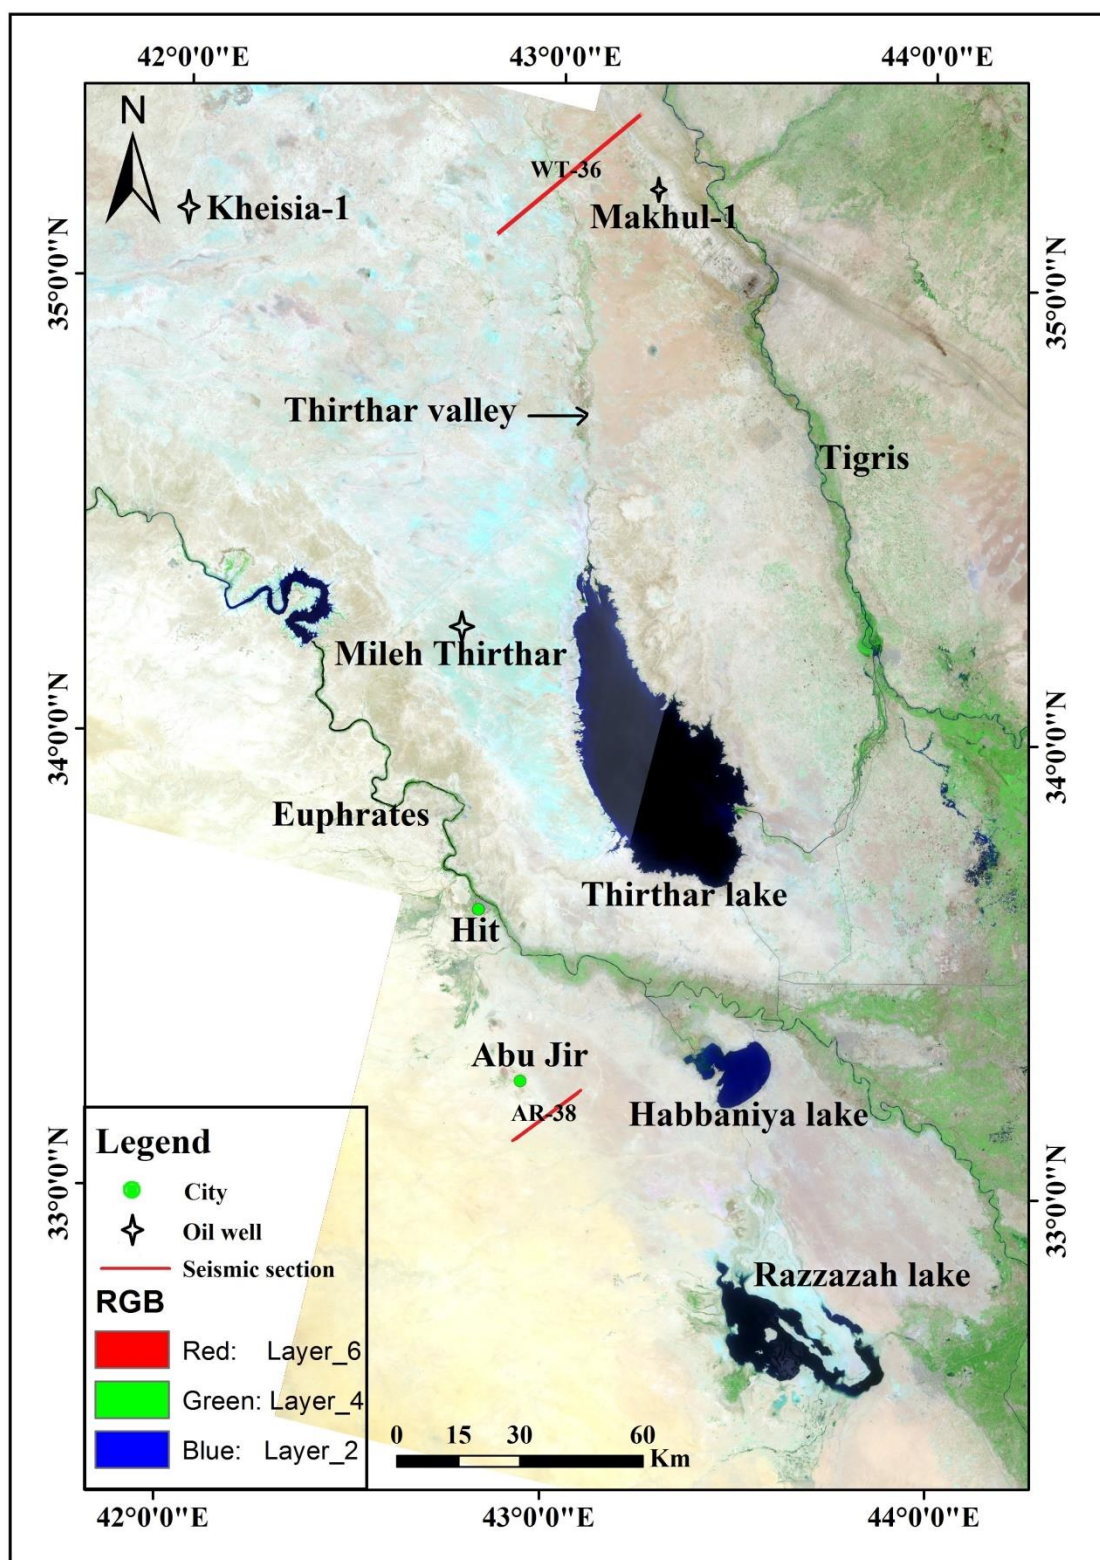 42°0'0"E
43°0'0"E
44°0'0"E
N
WT-36
Kheisia-1
Makhul-1
35°0'0"N
35°0'0"N
Thirthar valley
Tigris
Mileh Thirthar
34°0'0"N
34°0'0"N
Euphrates
Thirthar lake
Hit
Abu Jir
AR-38
Habbaniya lake
Legend
City
Oil well
Seismic section
33°0'0"N
33°0'0"N
Razzazah lake
RGB
Red: Layer_6
Green: Layer_4
Blue: Layer_2
0 15 30 60
Km
42°0'0"E
43°0'0"E
44°0'0"E